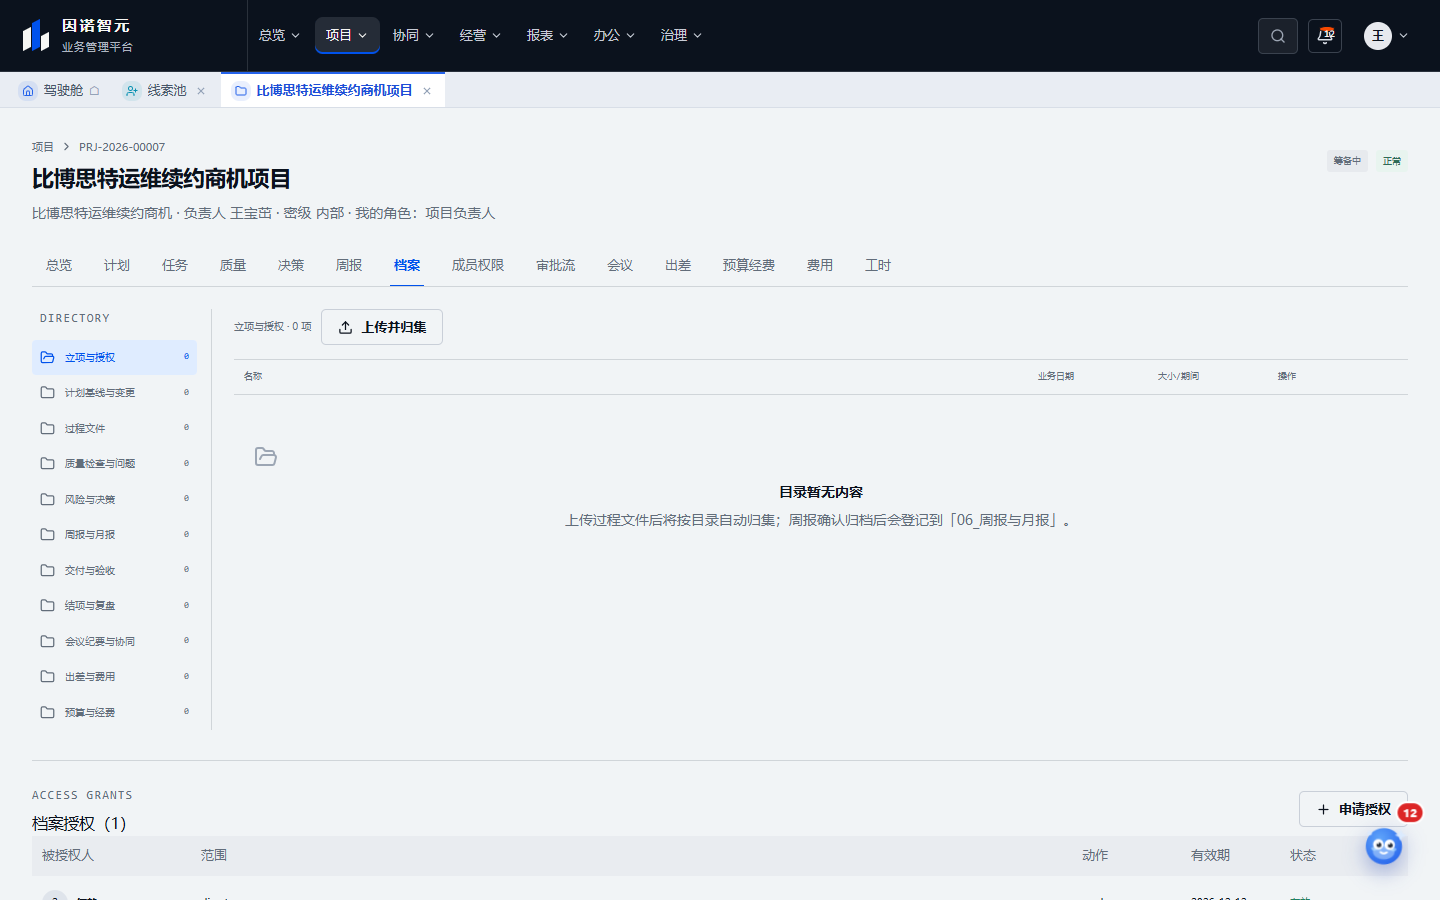 因诺智元
业务管理平台
总览
项目
协同
经营
报表
办公
治理
12
王
驾驶舱
线索池
比博思特运维续约商机项目
项目 > PRJ-2026-00007
比博思特运维续约商机项目
筹备中
正常
比博思特运维续约商机 · 负责人 王宝茁 · 密级 内部 · 我的角色：项目负责人
总览
计划
任务
质量
决策
周报
档案
成员权限
审批流
会议
出差
预算经费
费用
工时
DIRECTORY
立项与授权 0
计划基线与变更 0
过程文件 0
质量检查与问题 0
风险与决策 0
周报与月报 0
交付与验收 0
结项与复盘 0
会议纪要与协同 0
出差与费用 0
预算与经费 0
立项与授权 · 0 项
上传并归集
名称
业务日期
大小/期间
操作
目录暂无内容
上传过程文件后将按目录自动归集；周报确认归档后会登记到「06_周报与月报」。
ACCESS GRANTS
档案授权（1）
申请授权
12
被授权人
范围
动作
有效期
状态